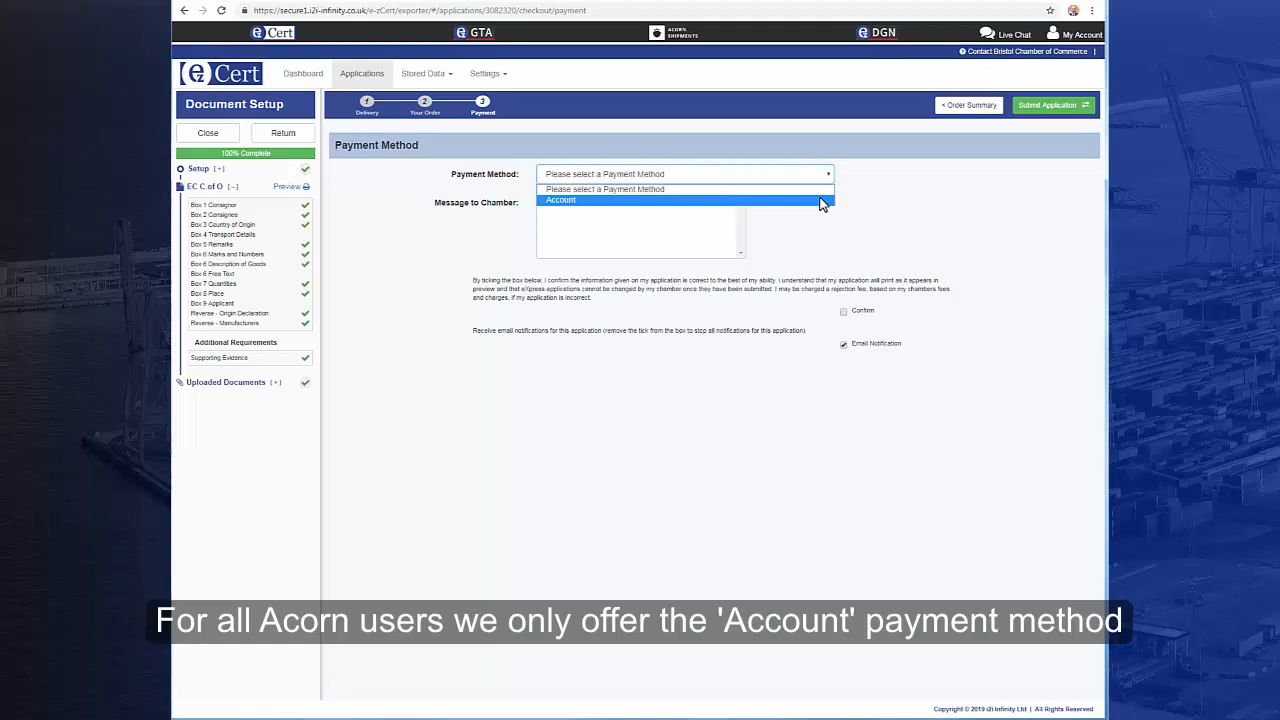 https://secure1.i2i-infinity.co.uk/e-zCert/exporter/#/applications/3082320/checkout/payment
ez Cert
ez GTA
ACORN SHIPMENTS
ez DGN
Live Chat
My Account
Contact Bristol Chamber of Commerce |
ez Cert
Dashboard
Applications
Stored Data
Settings
Document Setup
1
2
3
Delivery
Your Order
Payment
< Order Summary
Submit Application
Close
Return
100% Complete
Setup [+]
EC C of O [–]
Preview
Box 1 Consignor
Box 2 Consignee
Box 3 Country of Origin
Box 4 Transport Details
Box 5 Remarks
Box 6 Marks and Numbers
Box 6 Description of Goods
Box 6 Free Text
Box 7 Quantities
Box 8 Place
Box 9 Applicant
Reverse - Origin Declaration
Reverse - Manufacturers
Additional Requirements
Supporting Evidence
Uploaded Documents [+]
Payment Method
Payment Method:
Please select a Payment Method
Please select a Payment Method
Account
Message to Chamber:
By ticking the box below, I confirm the information given on my application is correct to the best of my ability. I understand that my application will print as it appears in
preview and that eXpress applications cannot be changed by my chamber once they have been submitted. I may be charged a rejection fee, based on my chambers fees
and charges, if my application is incorrect.
Confirm
Receive email notifications for this application (remove the tick from the box to stop all notifications for this application)
Email Notification
For all Acorn users we only offer the 'Account' payment method
Copyright © 2019 i2i Infinity Ltd | All Rights Reserved